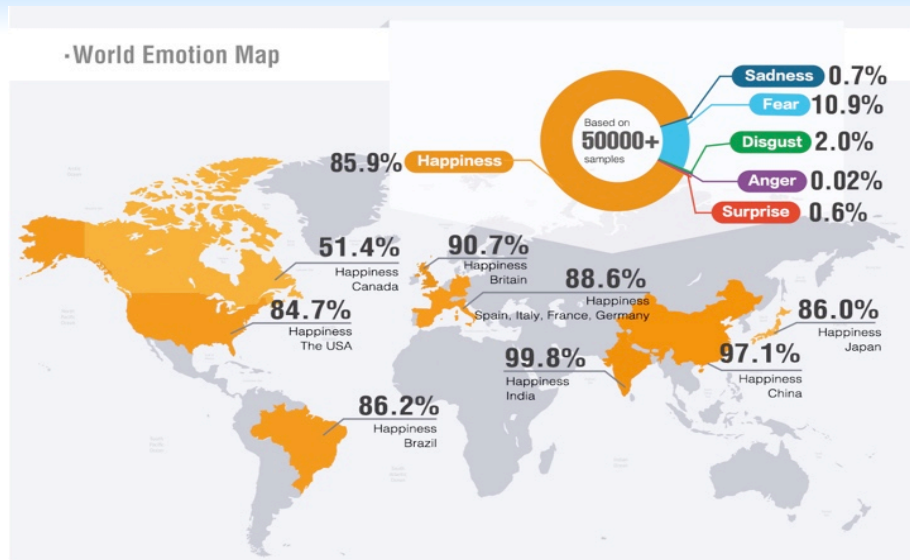 ·World Emotion Map
Sadness 0.7%
Fear 10.9%
Based on
50000+
samples
Disgust 2.0%
85.9% Happiness
Anger 0.02%
Surprise 0.6%
51.4%
Happiness
Canada
90.7%
Happiness
Britain
88.6%
Happiness
Spain, Italy, France, Germany
84.7%
Happiness
The USA
86.0%
Happiness
Japan
99.8%
Happiness
India
97.1%
Happiness
China
86.2%
Happiness
Brazil